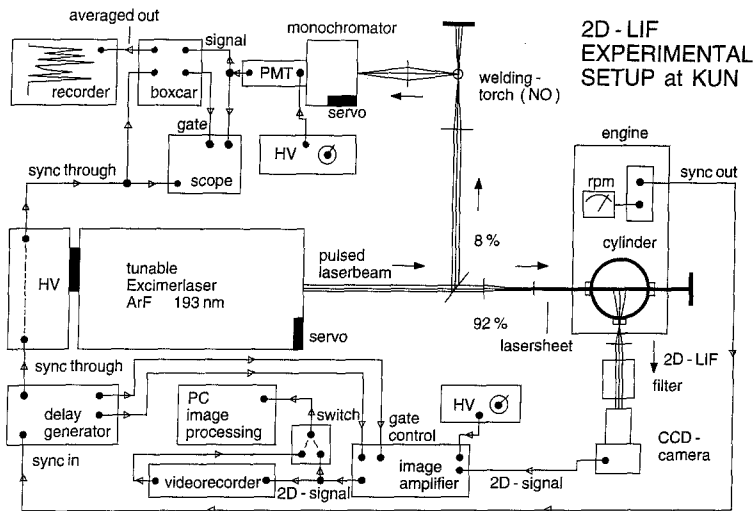 averaged out
monochromator
2D - LIF
EXPERIMENTAL
SETUP at KUN
signal
PMT
recorder
boxcar
servo
welding-
torch (NO)
gate
HV
engine
sync through
scope
rpm
sync out
cylinder
8 %
HV
tunable
Excimerlaser
ArF 193 nm
pulsed
laserbeam
92%
lasersheet
servo
2D - LIF
filter
sync through
delay
generator
PC
image
processing
switch
gate
control
HV
CCD -
camera
sync in
videorecorder
2D -signal
image
amplifier
2D - signal